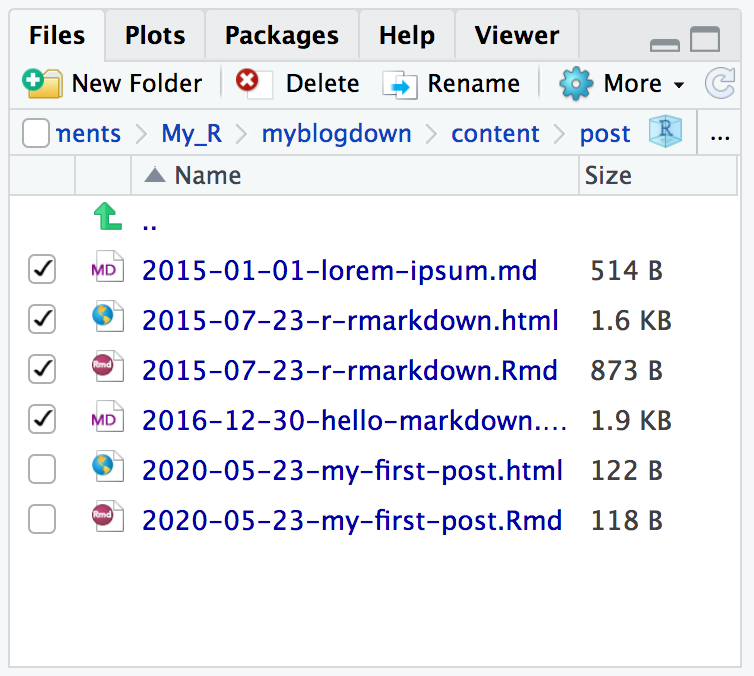 Files Plots Packages Help Viewer
New Folder Delete Rename More
ments My_R myblogdown content post R ...
Name Size
..
MD 2015-01-01-lorem-ipsum.md 514 B
2015-07-23-r-rmarkdown.html 1.6 KB
Rmd 2015-07-23-r-rmarkdown.Rmd 873 B
MD 2016-12-30-hello-markdown.... 1.9 KB
2020-05-23-my-first-post.html 122 B
Rmd 2020-05-23-my-first-post.Rmd 118 B